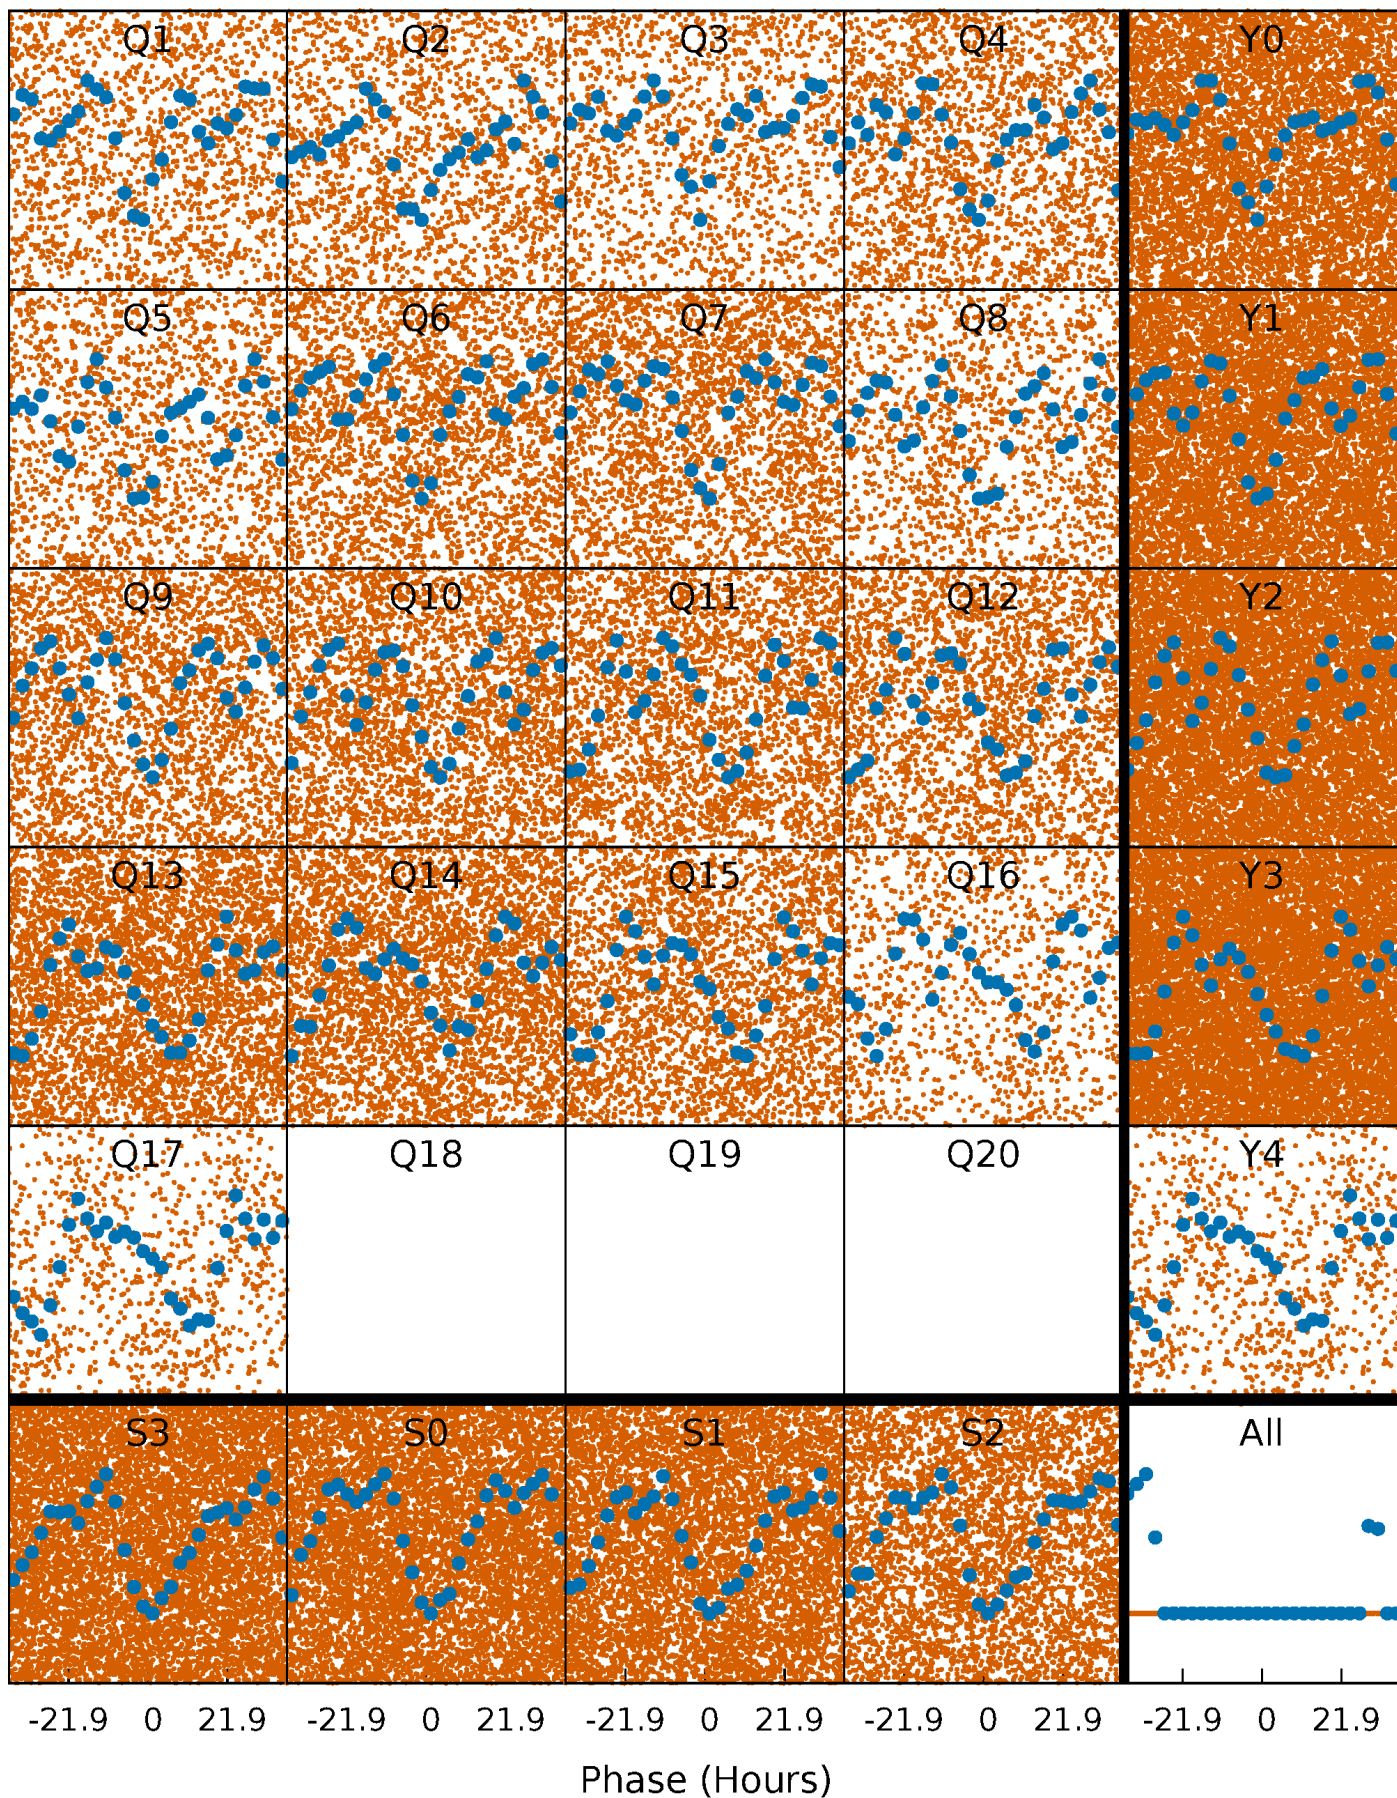 Q1 Q2 Q3 Q4 Y0
Q5 Q6 Q7 Q8 Y1
Q9 Q10 Q11 Q12 Y2
Q13 Q14 Q15 Q16 Y3
Q17 Q18 Q19 Q20 Y4
S3 S0 S1 S2 All
-21.9 0 21.9 -21.9 0 21.9 -21.9 0 21.9 -21.9 0 21.9 -21.9 0 21.9
Phase (Hours)